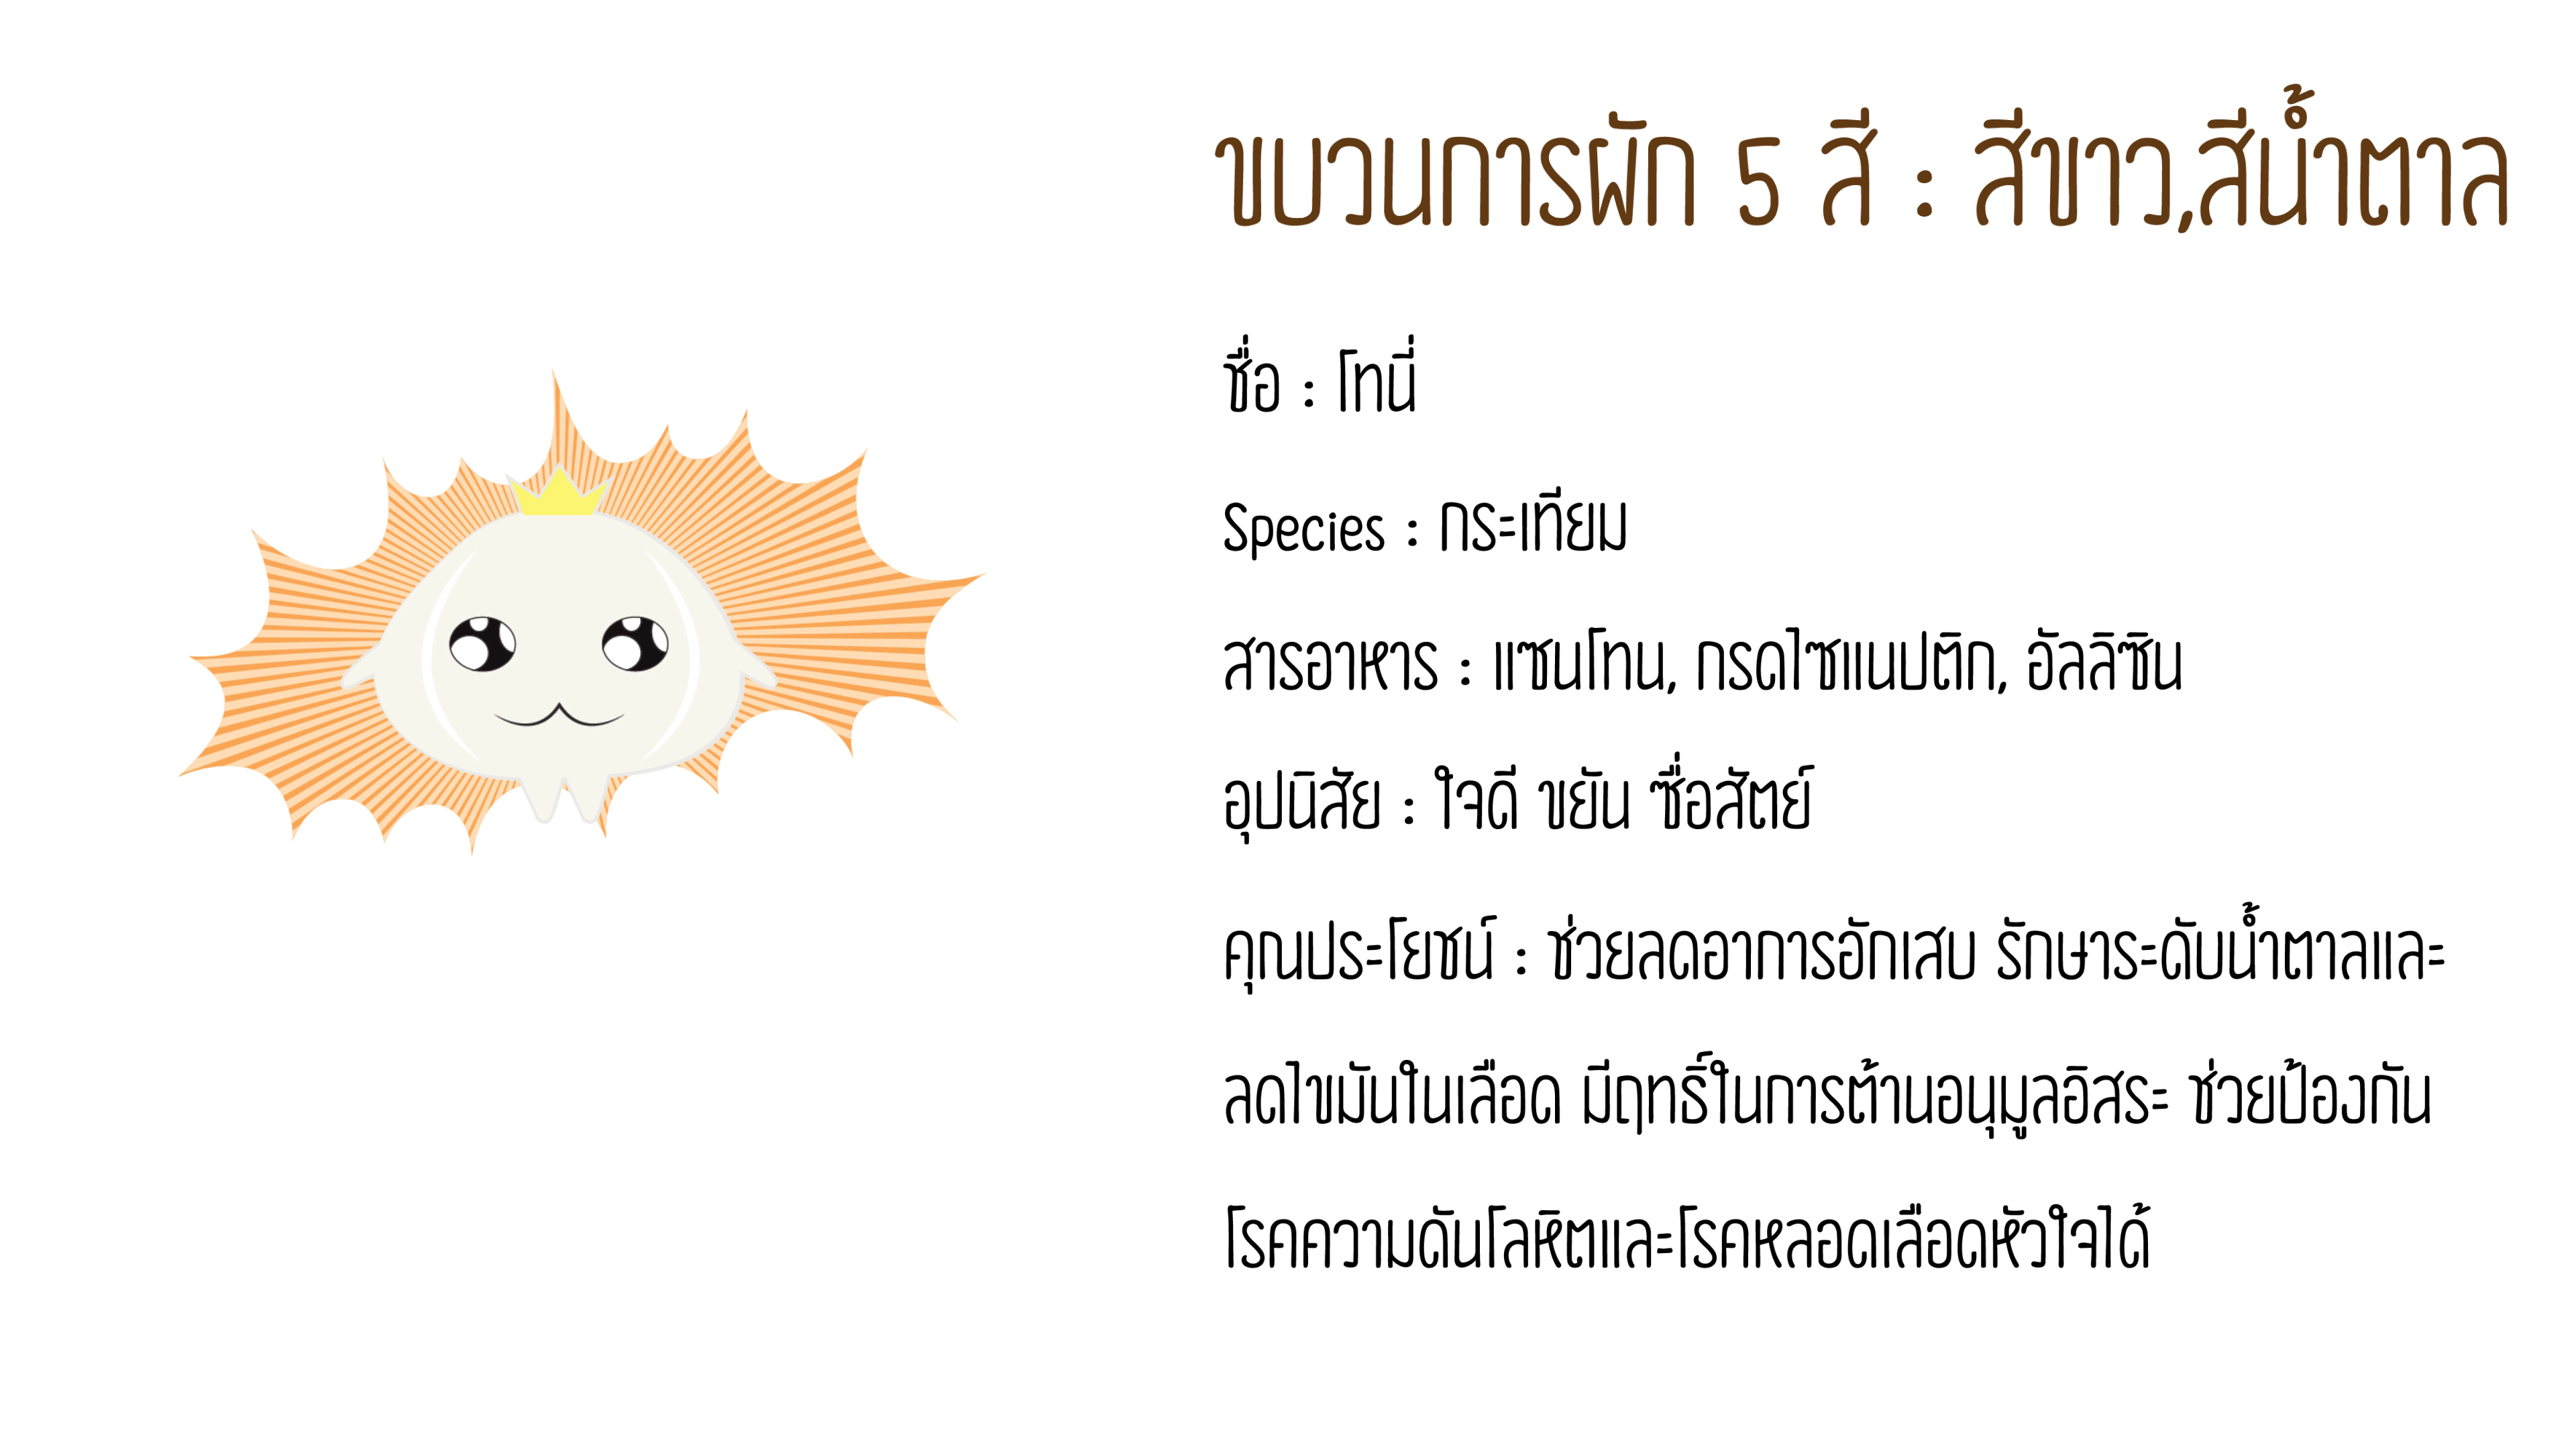 ขบวนการผัก 5 สี : สีขาว,สีน้ำตาล
ชื่อ : โทนี่
Species : กระเทียม
สารอาหาร : แซนโทน, กรดไซแนปติก, อัลลิซิน
อุปนิสัย : ใจดี ขยัน ซื่อสัตย์
คุณประโยชน์ : ช่วยลดอาการอักเสบ รักษาระดับน้ำตาลและ
ลดไขมันในเลือด มีฤทธิ์ในการต้านอนุมูลอิสระ ช่วยป้องกัน
โรคความดันโลหิตและโรคหลอดเลือดหัวใจได้